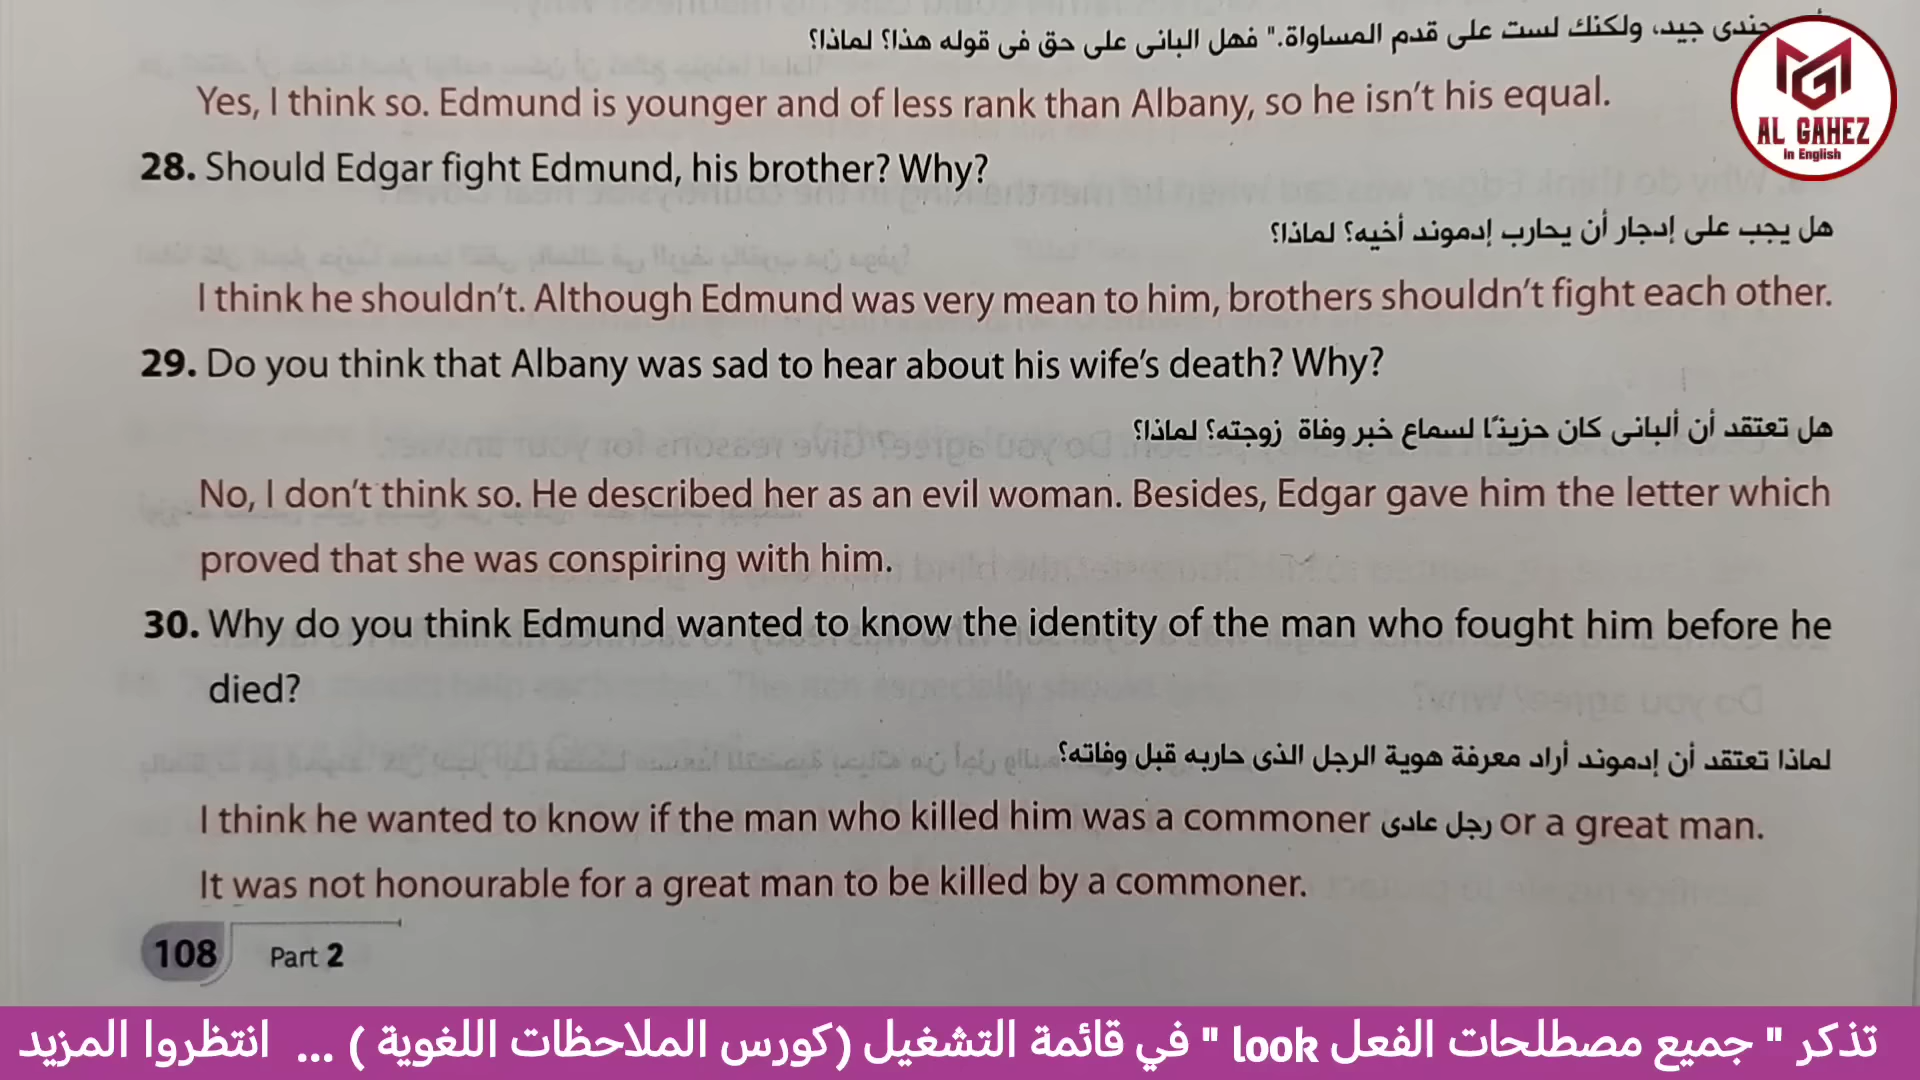 جندى جيد، ولكنك لست على قدم المساواة." فهل البانى على حق فى قوله هذا؟ لماذا؟
Yes, I think so. Edmund is younger and of less rank than Albany, so he isn't his equal.
AL GAHEZ
In English
28. Should Edgar fight Edmund, his brother? Why?
هل يجب على إدجار أن يحارب إدموند أخيه؟ لماذا؟
I think he shouldn't. Although Edmund was very mean to him, brothers shouldn't fight each other.
29. Do you think that Albany was sad to hear about his wife's death? Why?
هل تعتقد أن ألبانى كان حزينًا لسماع خبر وفاة زوجته؟ لماذا؟
No, I don't think so. He described her as an evil woman. Besides, Edgar gave him the letter which
proved that she was conspiring with him.
30. Why do you think Edmund wanted to know the identity of the man who fought him before he
died?
لماذا تعتقد أن إدموند أراد معرفة هوية الرجل الذى حاربه قبل وفاته؟
I think he wanted to know if the man who killed him was a commoner رجل عادى or a great man.
It was not honourable for a great man to be killed by a commoner.
108 Part 2
تذكر " جميع مصطلحات الفعل look " في قائمة التشغيل (كورس الملاحظات اللغوية ) ... انتظروا المزيد